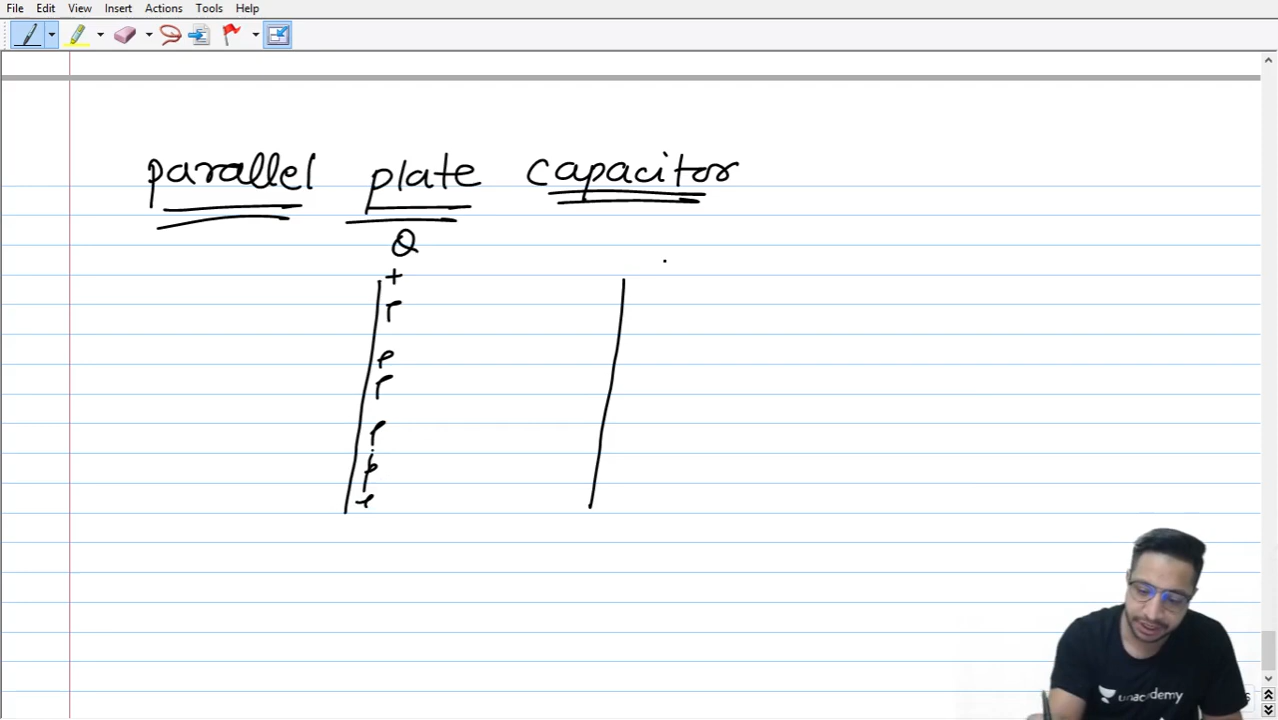 File Edit View Insert Actions Tools Help
parallel plate capacitor
Q
+
unacademy